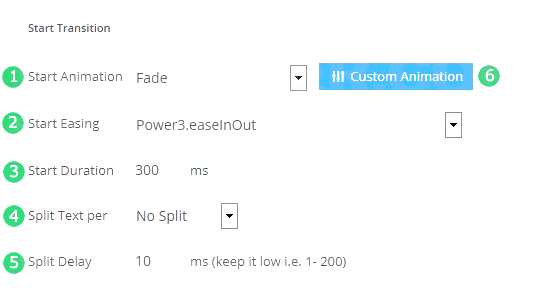 Start Transition
1 Start Animation Fade Custom Animation 6
2 Start Easing Power3.easeInOut
3 Start Duration 300 ms
4 Split Text per No Split
5 Split Delay 10 ms (keep it low i.e. 1- 200)